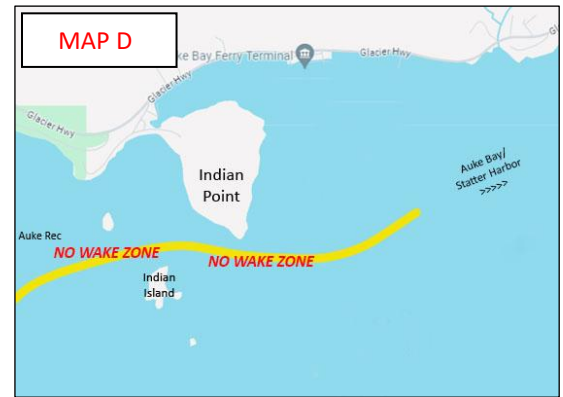 MAP D
ke Bay Ferry Terminal
Glacier Hwy
Glacier Hwy
Glacier Hwy
Indian
Point
Auke Bay/
Statter Harbor
>>>>>
Auke Rec
NO WAKE ZONE
NO WAKE ZONE
Indian
Island